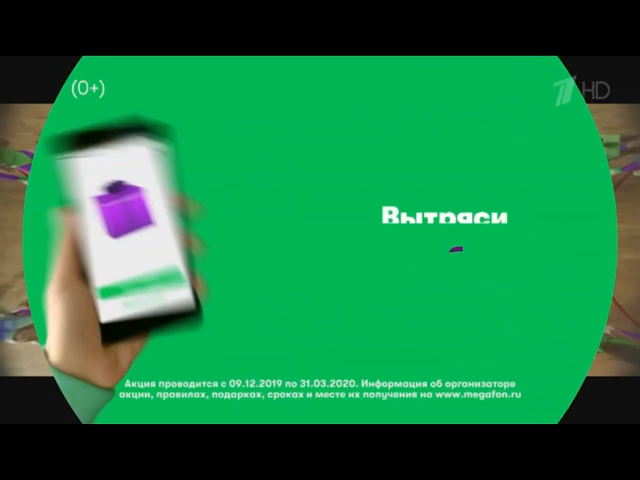 (0+)
HD
Вытряси
Акция проводится с 09.12.2019 по 31.03.2020. Информация об организаторе
акции, правилах, подарках, сроках и месте их получения на www.megafon.ru